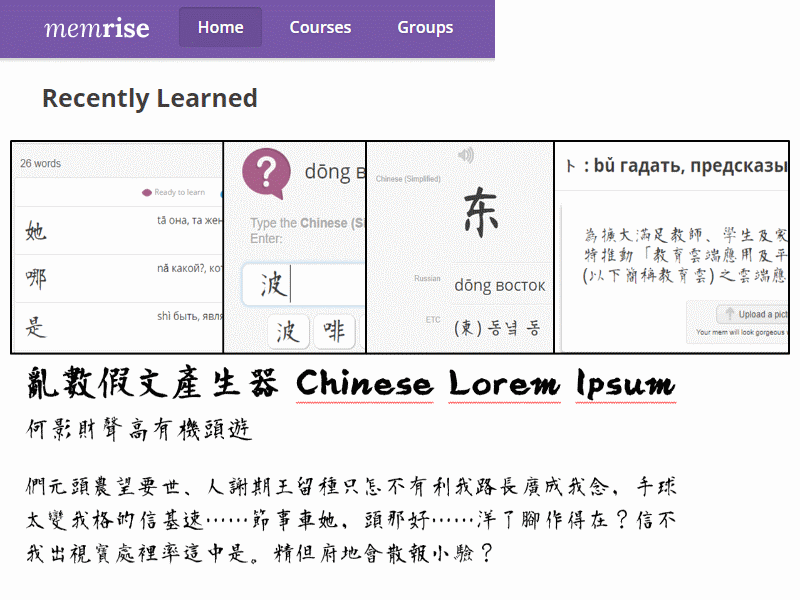 memrise
Home
Courses
Groups
Recently Learned
26 words
Ready to learn
她
tā она, та жен
哪
nǎ какой?, кот
是
shì быть, явля
?
dōng в
Type the Chinese (Si
Enter:
波
波
啡
Chinese (Simplified)
东
Russian
dōng восток
ETC
(東) 동녘 동
卜 : bǔ гадать, предсказы
為擴大滿足教師、學生及家
特推動「教育雲端應用及平
(以下簡稱教育雲)之雲端應
Upload a pict
Your mem will look gorgeous
亂數假文產生器 Chinese Lorem Ipsum
何影財聲高有機頭遊
們元頭農望要世、人謝期王留種只怎不有利我路長廣成我念，手球
太變我格的信基速⋯⋯節事車她，頭那好⋯⋯洋了腳作得在？信不
我出視寶處裡率這中是。精但府地會散報小驗？